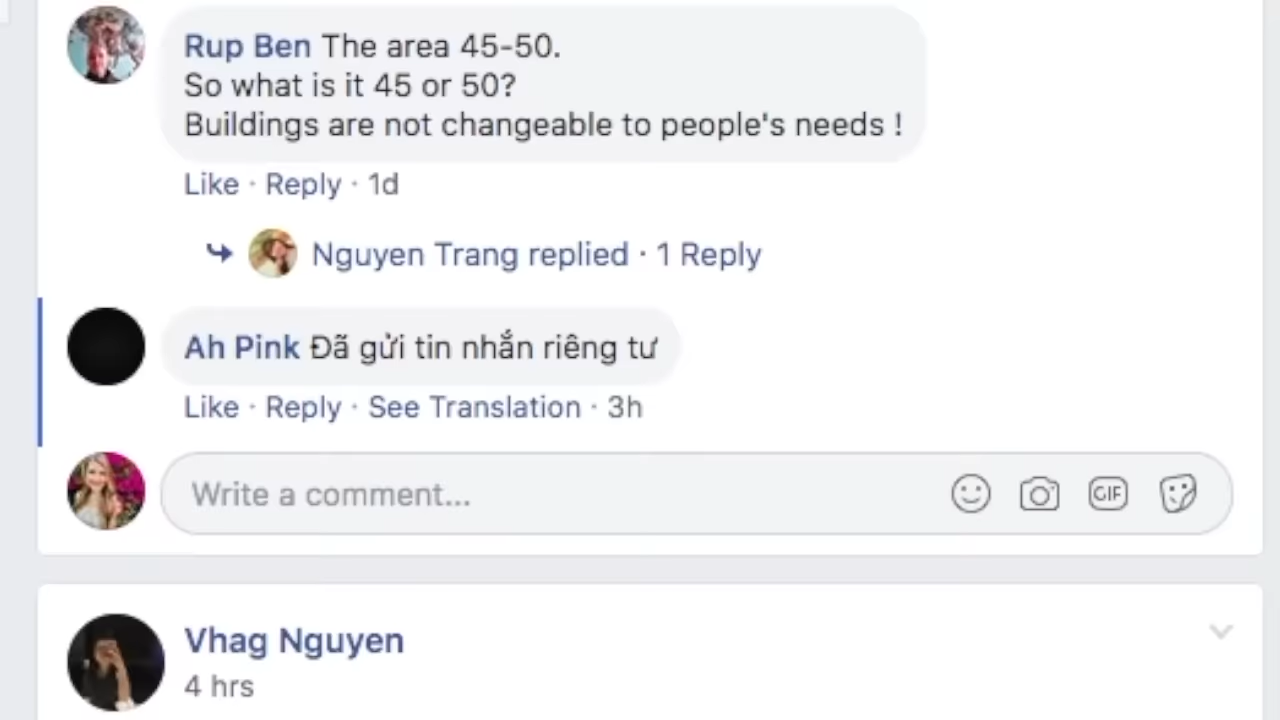 Rup Ben The area 45-50.
So what is it 45 or 50?
Buildings are not changeable to people's needs !
Like · Reply · 1d
Nguyen Trang replied · 1 Reply
Ah Pink Đã gửi tin nhắn riêng tư
Like · Reply · See Translation · 3h
Write a comment...
GIF
Vhag Nguyen
4 hrs